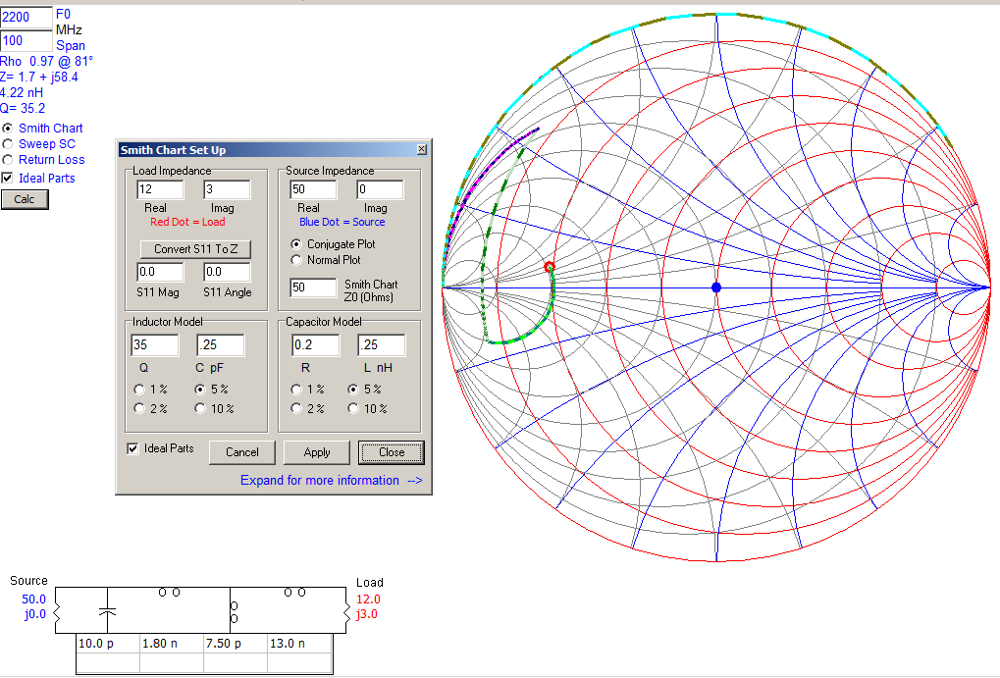 2200 F0
MHz
100 Span
Rho 0.97 @ 81°
Z= 1.7 + j58.4
4.22 nH
Q= 35.2
Smith Chart
Sweep SC
Return Loss
Ideal Parts
Calc
Smith Chart Set Up
Load Impedance
12 3
Real Imag
Red Dot = Load
Convert S11 To Z
0.0 0.0
S11 Mag S11 Angle
Source Impedance
50 0
Real Imag
Blue Dot = Source
Conjugate Plot
Normal Plot
50 Smith Chart
Z0 (Ohms)
Inductor Model
35 .25
Q C pF
1 % 5 %
2 % 10 %
Capacitor Model
0.2 .25
R L nH
1 % 5 %
2 % 10 %
Ideal Parts
Cancel
Apply
Close
Expand for more information -->
Source
50.0
j0.0
Load
12.0
j3.0
10.0 p 1.80 n 7.50 p 13.0 n